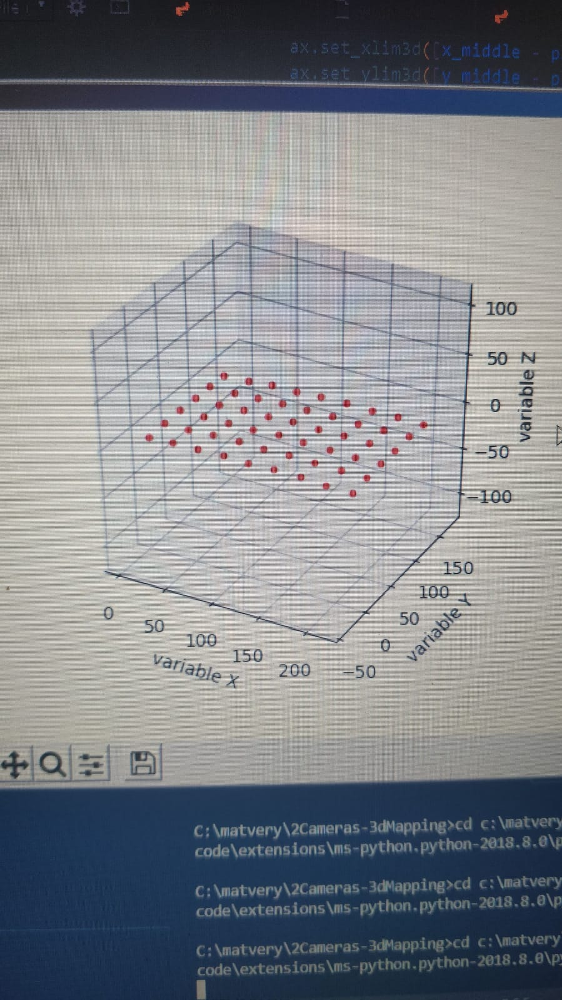 ax.set_xlim3d([x_middle - p
ax.set_ylim3d([y_middle - p
100
50
0
-50
-100
variable Z
150
100
50
0
-50
variable Y
0
50
100
150
200
variable X
C:\matvery\2Cameras-3dMapping>cd c:\matvery
code\extensions\ms-python.python-2018.8.0\p
C:\matvery\2Cameras-3dMapping>cd c:\matvery
code\extensions\ms-python.python-2018.8.0\p
C:\matvery\2Cameras-3dMapping>cd c:\matvery
code\extensions\ms-python.python-2018.8.0\py